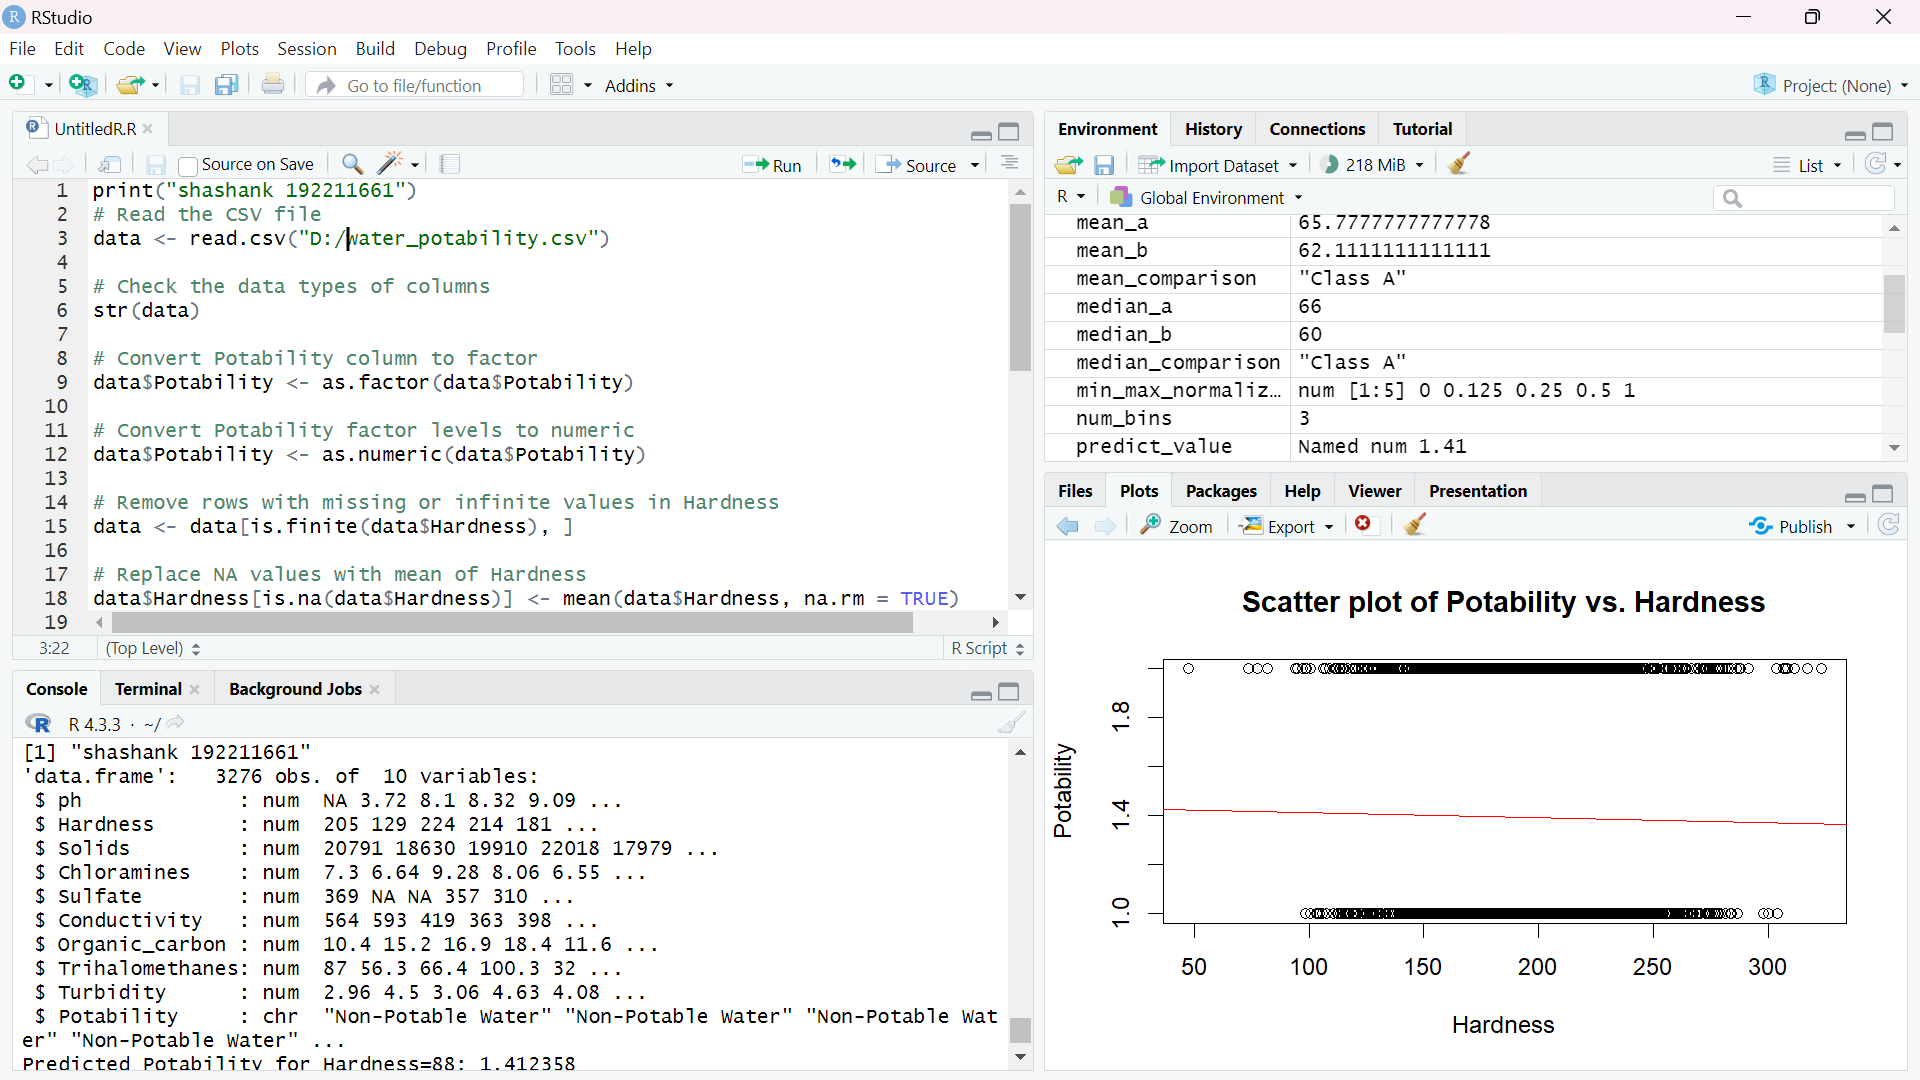 RStudio
File Edit Code View Plots Session Build Debug Profile Tools Help
Go to file/function Addins Project: (None)
UntitledR.R
Source on Save Run Source
1 print("shashank 192211661")
2 # Read the CSV file
3 data <- read.csv("D:/water_potability.csv")
4
5 # Check the data types of columns
6 str(data)
7
8 # Convert Potability column to factor
9 data$Potability <- as.factor(data$Potability)
10
11 # Convert Potability factor levels to numeric
12 data$Potability <- as.numeric(data$Potability)
13
14 # Remove rows with missing or infinite values in Hardness
15 data <- data[is.finite(data$Hardness), ]
16
17 # Replace NA values with mean of Hardness
18 data$Hardness[is.na(data$Hardness)] <- mean(data$Hardness, na.rm = TRUE)
19
3:22 (Top Level) R Script
Console Terminal Background Jobs
R 4.3.3 · ~/
[1] "shashank 192211661"
'data.frame': 3276 obs. of 10 variables:
$ ph : num NA 3.72 8.1 8.32 9.09 ...
$ Hardness : num 205 129 224 214 181 ...
$ Solids : num 20791 18630 19910 22018 17979 ...
$ Chloramines : num 7.3 6.64 9.28 8.06 6.55 ...
$ Sulfate : num 369 NA NA 357 310 ...
$ Conductivity : num 564 593 419 363 398 ...
$ Organic_carbon : num 10.4 15.2 16.9 18.4 11.6 ...
$ Trihalomethanes: num 87 56.3 66.4 100.3 32 ...
$ Turbidity : num 2.96 4.5 3.06 4.63 4.08 ...
$ Potability : chr "Non-Potable Water" "Non-Potable Water" "Non-Potable Wat
er" "Non-Potable Water" ...
Predicted Potability for Hardness=88: 1.412358
Environment History Connections Tutorial
Import Dataset 218 MiB List
R Global Environment
mean_a 65.7777777777778
mean_b 62.1111111111111
mean_comparison "Class A"
median_a 66
median_b 60
median_comparison "Class A"
min_max_normaliz… num [1:5] 0 0.125 0.25 0.5 1
num_bins 3
predict_value Named num 1.41
Files Plots Packages Help Viewer Presentation
Zoom Export Publish
Scatter plot of Potability vs. Hardness
Potability
1.8
1.4
1.0
50 100 150 200 250 300
Hardness